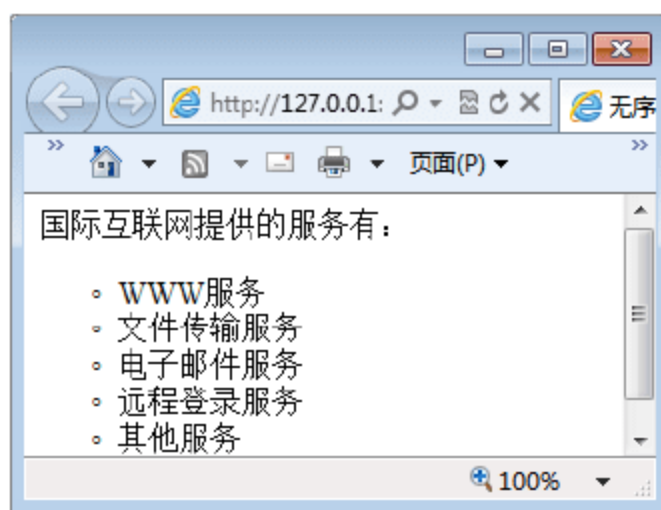 http://127.0.0.1:
无序
页面(P)
国际互联网提供的服务有：
WWW服务
文件传输服务
电子邮件服务
远程登录服务
其他服务
100%